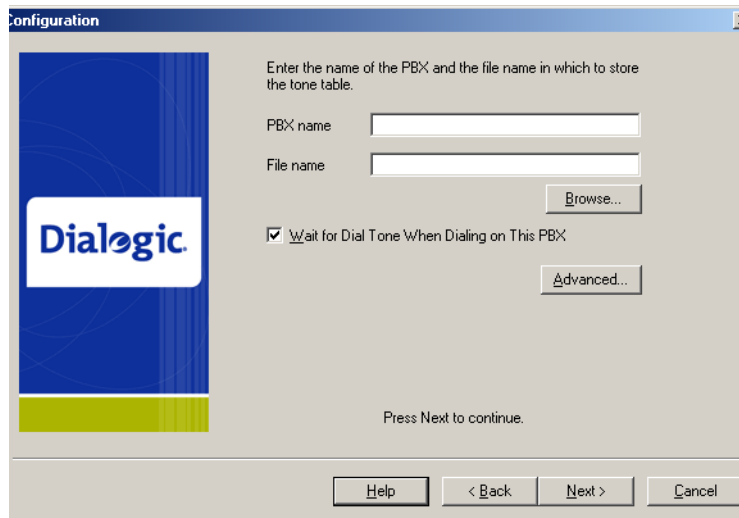 Configuration
Enter the name of the PBX and the file name in which to store
the tone table.
PBX name
File name
Browse...
Dialogic.
Wait for Dial Tone When Dialing on This PBX
Advanced...
Press Next to continue.
Help
< Back
Next >
Cancel